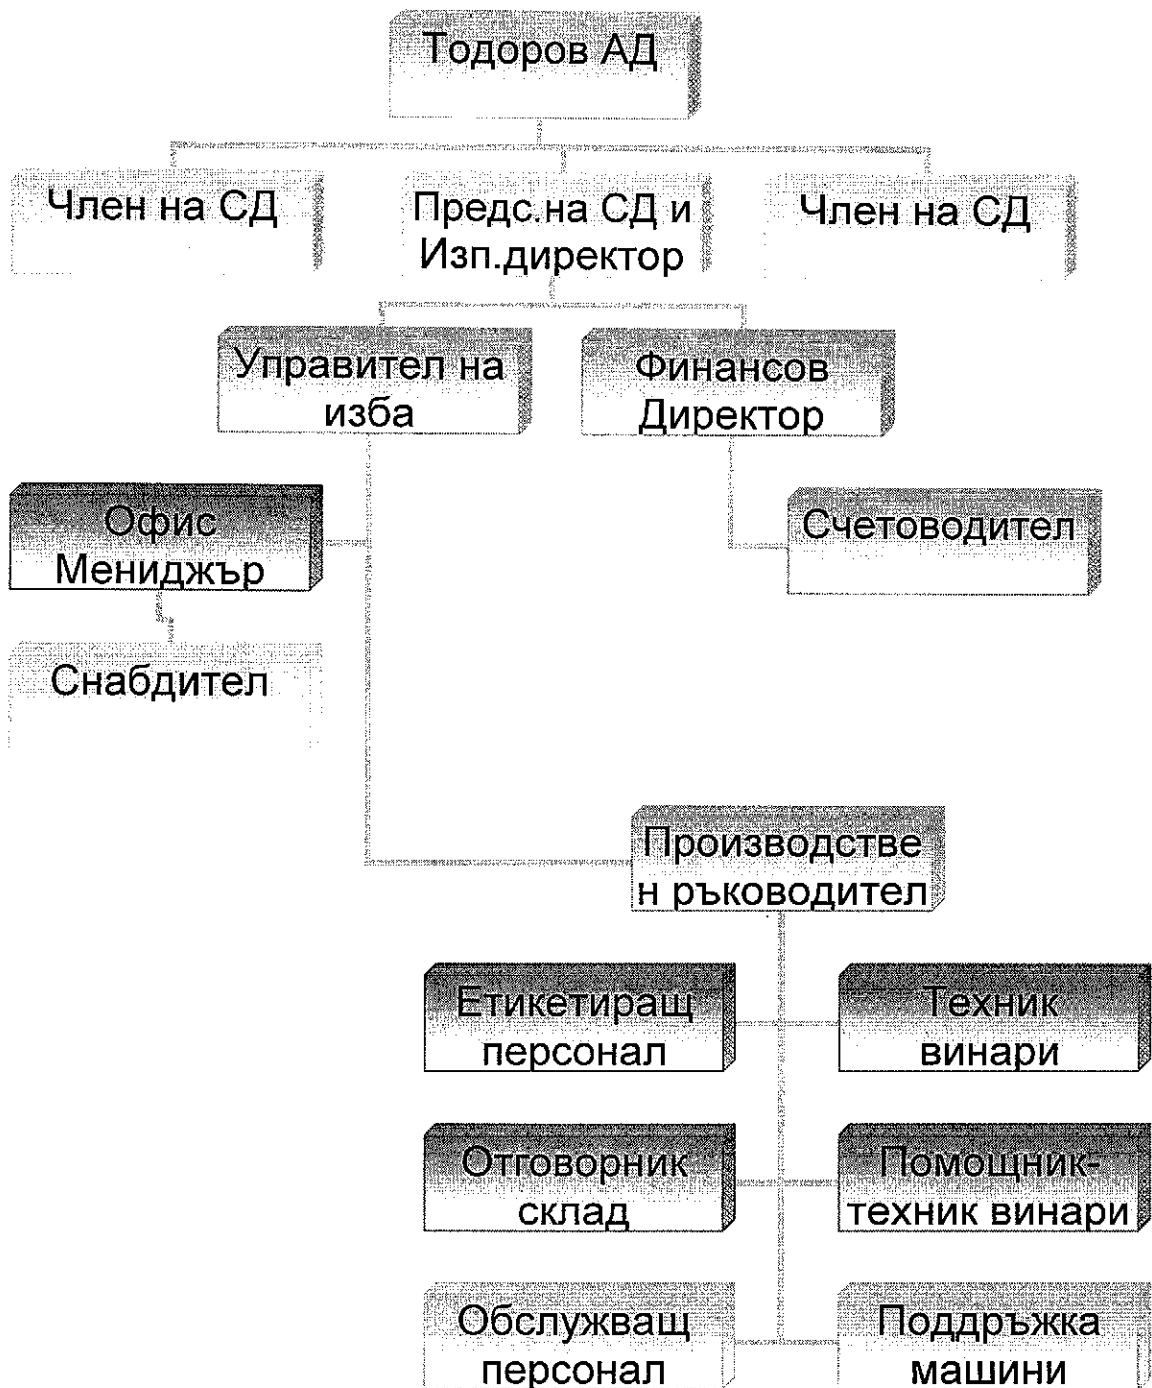 Тодоров АД
Член на СД
Предс.на СД и
Изп.директор
Член на СД
Управител на
изба
Финансов
Директор
Офис
Мениджър
Счетоводител
Снабдител
Производстве
н ръководител
Етикетиращ
персонал
Техник
винари
Отговорник
склад
Помощник-
техник винари
Обслужващ
персонал
Поддръжка
машини